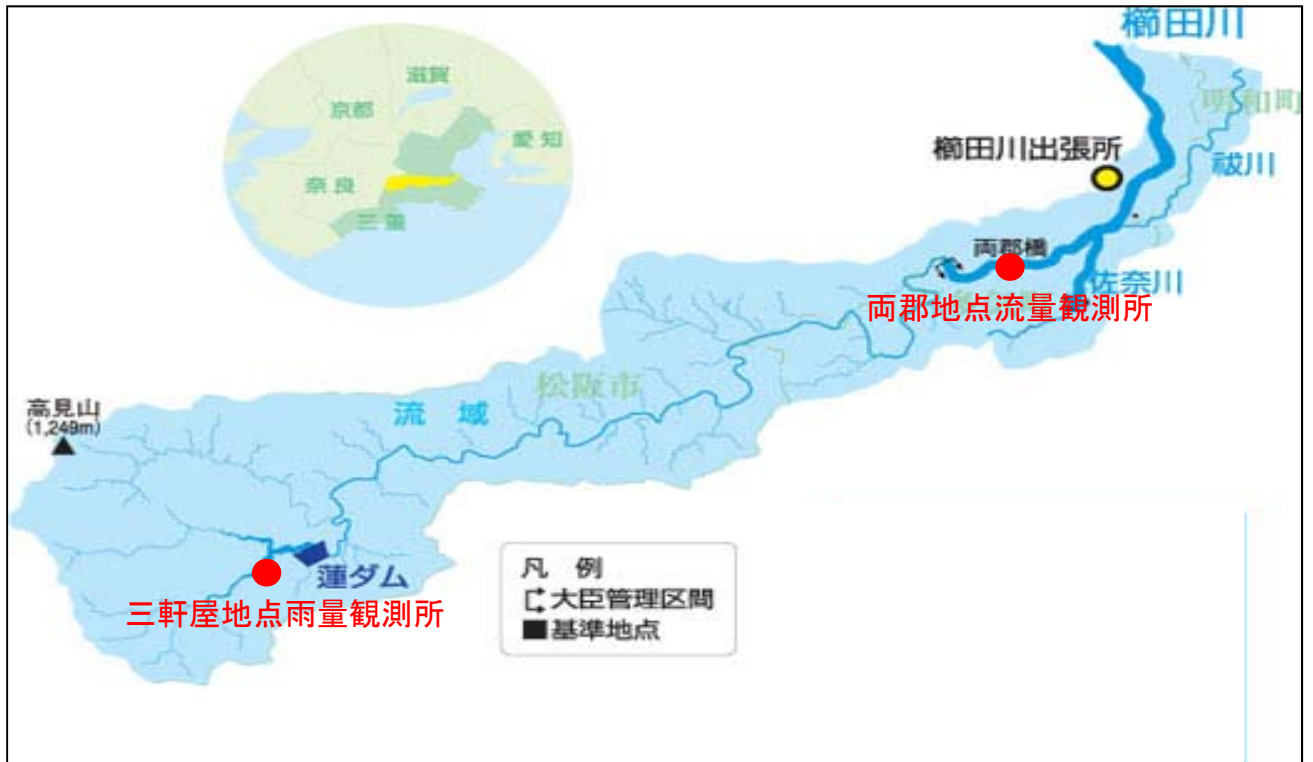 櫛田川
滋賀
京都
愛知
明和町
櫛田川出張所
祓川
奈良
三重
両郡橋
佐奈川
両郡地点流量観測所
松阪市
高見山
(1,249m)
流域
蓮ダム
凡 例
大臣管理区間
基準地点
三軒屋地点雨量観測所